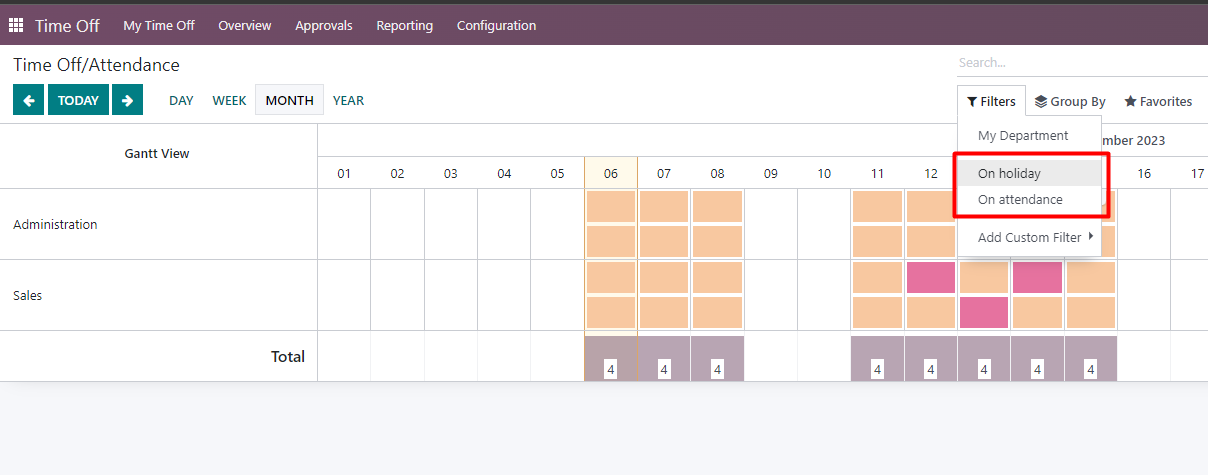 Time Off My Time Off Overview Approvals Reporting Configuration
Time Off/Attendance
Search...
TODAY DAY WEEK MONTH YEAR
Filters Group By Favorites
My Department
On holiday
On attendance
Add Custom Filter
Gantt View
2023
01 02 03 04 05 06 07 08 09 10 11 12 16 17
Administration
Sales
Total 4 4 4 4 4 4 4 4